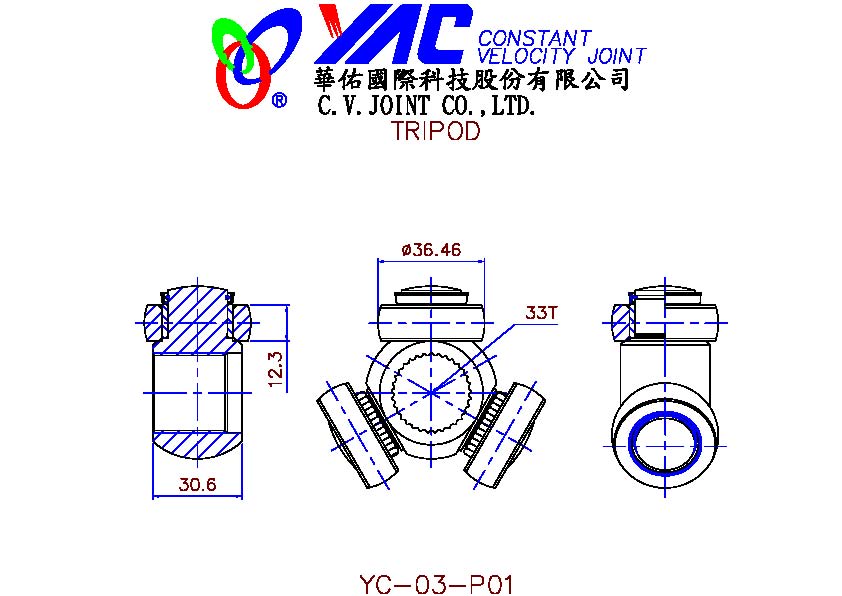 YAC CONSTANT
VELOCITY JOINT
®
華佑國際科技股份有限公司
C.V.JOINT CO.,LTD.
TRIPOD
ø36.46
33T
12.3
30.6
YC-03-P01